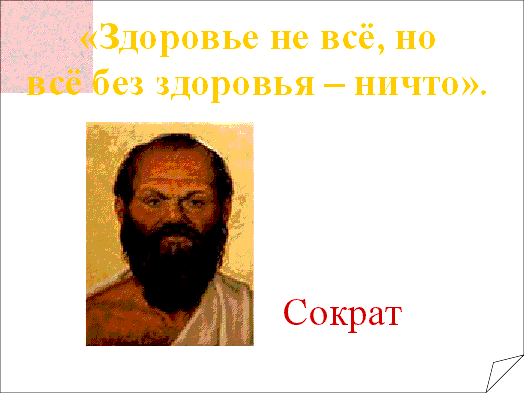 «Здоровье не всё, но
всё без здоровья – ничто».
Сократ